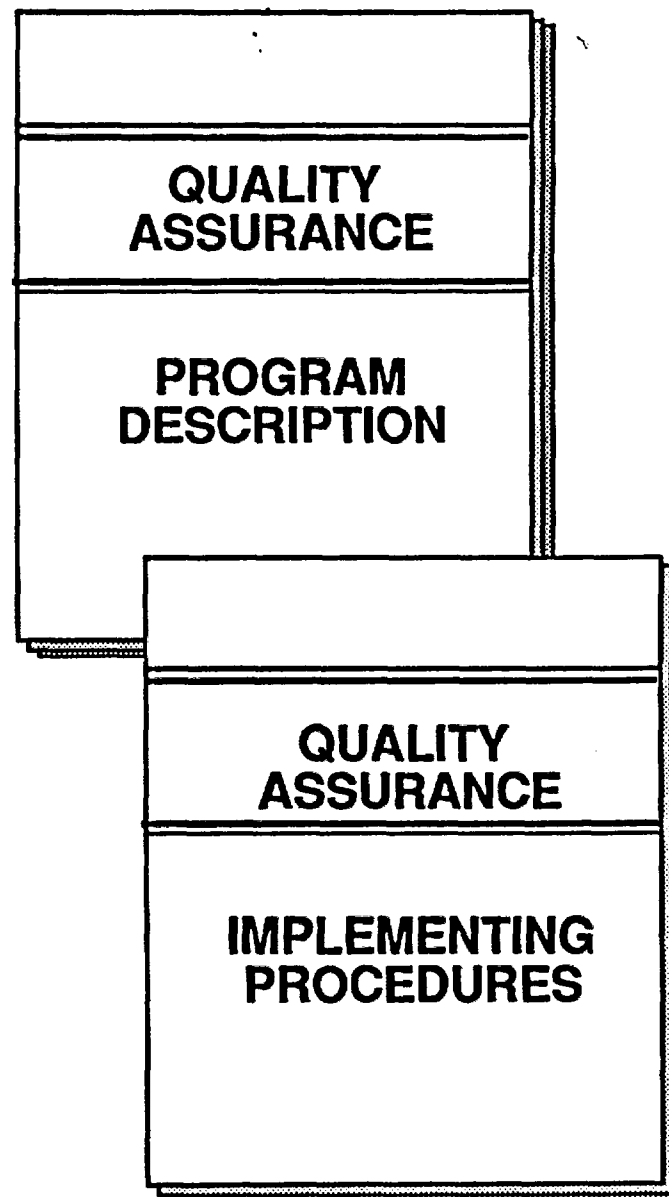 QUALITY
ASSURANCE
PROGRAM
DESCRIPTION
QUALITY
ASSURANCE
IMPLEMENTING
PROCEDURES